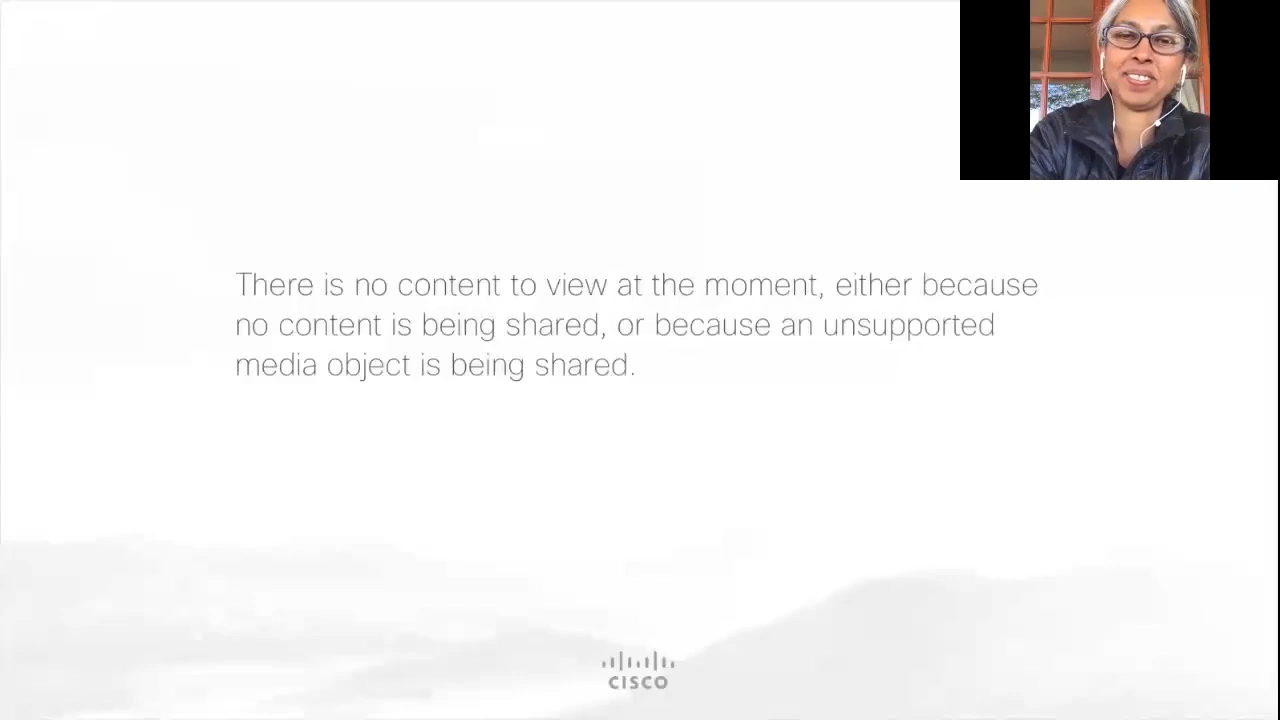 There is no content to view at the moment, either because
no content is being shared, or because an unsupported
media object is being shared.
CISCO